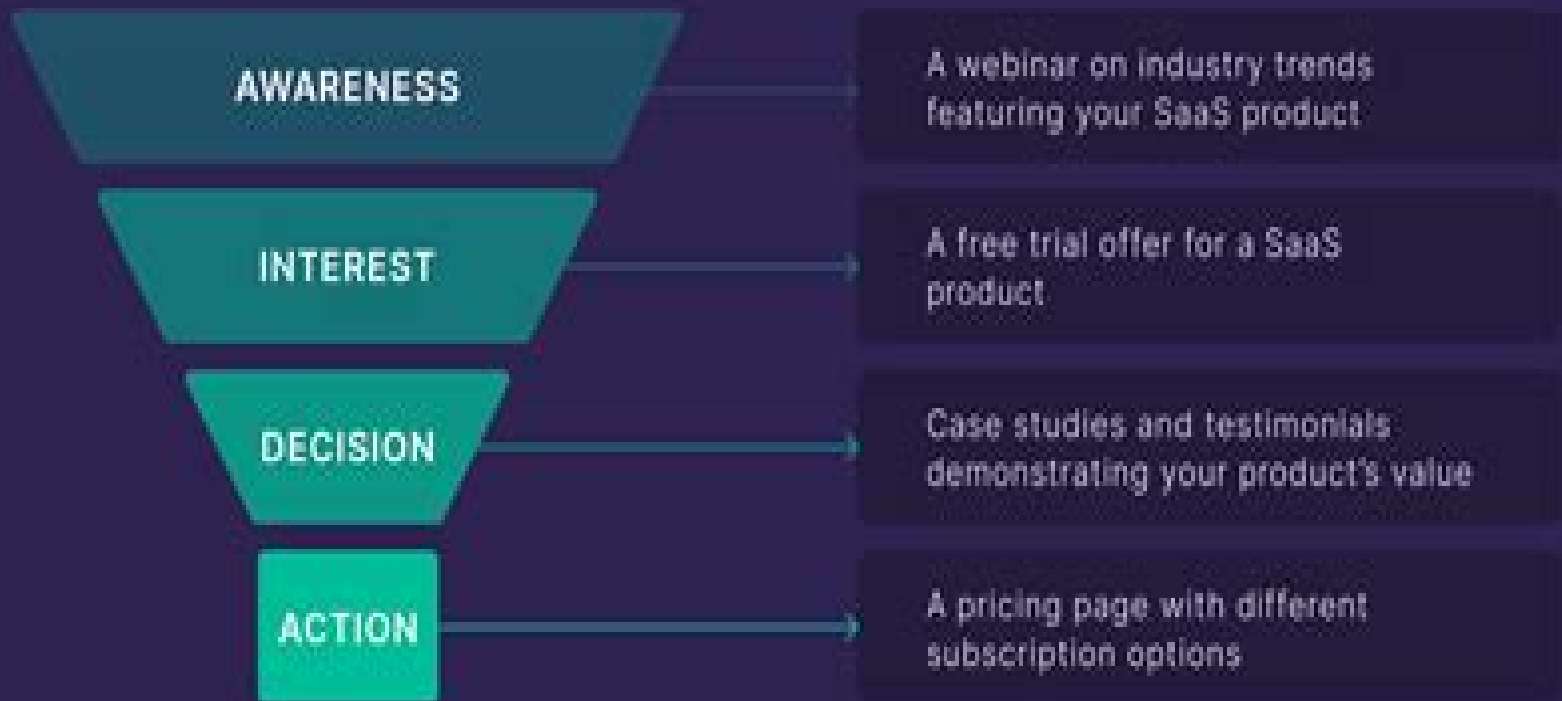 AWARENESS
A webinar on industry trends
featuring your SaaS product
INTEREST
A free trial offer for a SaaS
product
DECISION
Case studies and testimonials
demonstrating your product's value
ACTION
A pricing page with different
subscription options